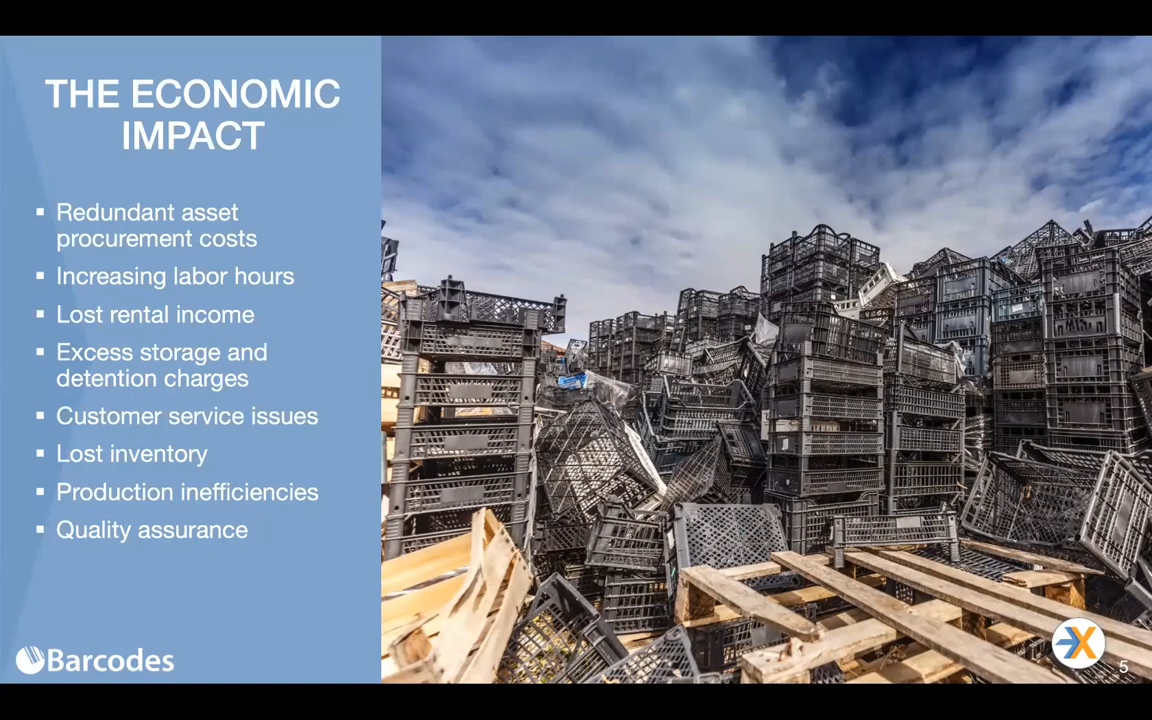 THE ECONOMIC
IMPACT
▪ Redundant asset
procurement costs
▪ Increasing labor hours
▪ Lost rental income
▪ Excess storage and
detention charges
▪ Customer service issues
▪ Lost inventory
▪ Production inefficiencies
▪ Quality assurance
Barcodes
X
5